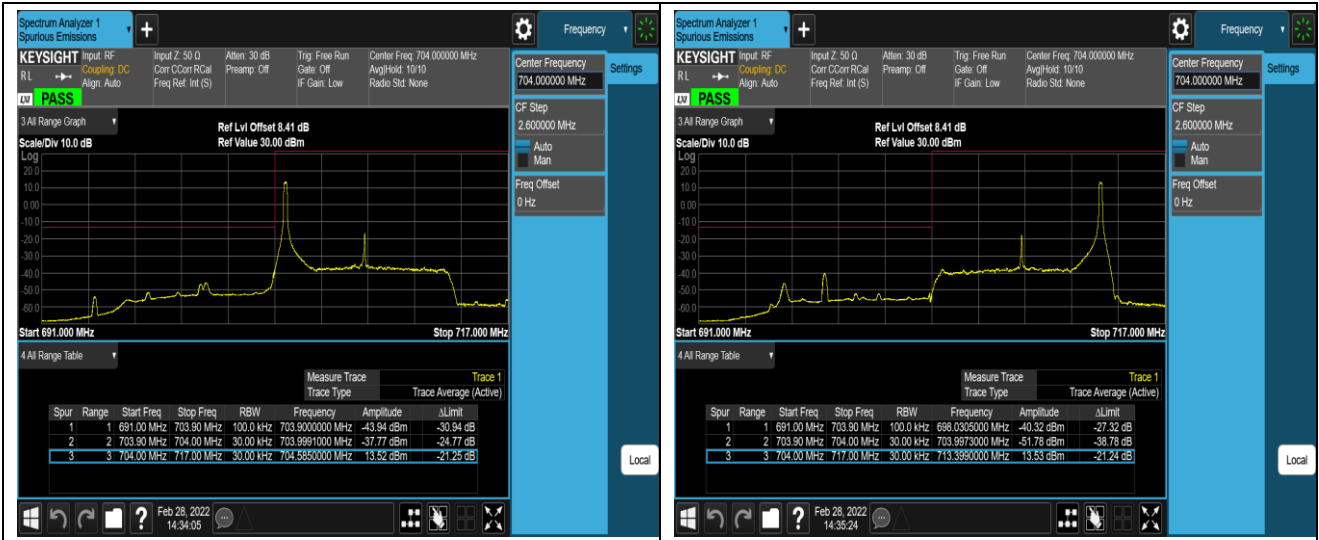 Spectrum Analyzer 1
Spurious Emissions
+
Frequency
KEYSIGHT
R L
LXI
PASS
Input: RF
Coupling: DC
Align: Auto
Input Z: 50 Ω
Corr CCorr RCal
Freq Ref: Int (S)
Atten: 30 dB
Preamp: Off
Trig: Free Run
Gate: Off
IF Gain: Low
Center Freq: 704.000000 MHz
Avg|Hold: 10/10
Radio Std: None
Center Frequency
704.000000 MHz
Settings
CF Step
2.600000 MHz
Auto
Man
Freq Offset
0 Hz
3 All Range Graph
Scale/Div 10.0 dB
Ref Lvl Offset 8.41 dB
Ref Value 30.00 dBm
Log
20.0
10.0
0.00
-10.0
-20.0
-30.0
-40.0
-50.0
-60.0
Start 691.000 MHz Stop 717.000 MHz
4 All Range Table
Measure Trace Trace 1
Trace Type Trace Average (Active)
Spur Range Start Freq Stop Freq RBW Frequency Amplitude ΔLimit
1 1 691.00 MHz 703.90 MHz 100.0 kHz 703.9000000 MHz -43.94 dBm -30.94 dB
2 2 703.90 MHz 704.00 MHz 30.00 kHz 703.9991000 MHz -37.77 dBm -24.77 dB
3 3 704.00 MHz 717.00 MHz 30.00 kHz 704.5850000 MHz 13.52 dBm -21.25 dB
Local
?
Feb 28, 2022
14:34:05
Spectrum Analyzer 1
Spurious Emissions
+
Frequency
KEYSIGHT
R L
LXI
PASS
Input: RF
Coupling: DC
Align: Auto
Input Z: 50 Ω
Corr CCorr RCal
Freq Ref: Int (S)
Atten: 30 dB
Preamp: Off
Trig: Free Run
Gate: Off
IF Gain: Low
Center Freq: 704.000000 MHz
Avg|Hold: 10/10
Radio Std: None
Center Frequency
704.000000 MHz
Settings
CF Step
2.600000 MHz
Auto
Man
Freq Offset
0 Hz
3 All Range Graph
Scale/Div 10.0 dB
Ref Lvl Offset 8.41 dB
Ref Value 30.00 dBm
Log
20.0
10.0
0.00
-10.0
-20.0
-30.0
-40.0
-50.0
-60.0
Start 691.000 MHz Stop 717.000 MHz
4 All Range Table
Measure Trace Trace 1
Trace Type Trace Average (Active)
Spur Range Start Freq Stop Freq RBW Frequency Amplitude ΔLimit
1 1 691.00 MHz 703.90 MHz 100.0 kHz 698.0305000 MHz -40.32 dBm -27.32 dB
2 2 703.90 MHz 704.00 MHz 30.00 kHz 703.9973000 MHz -51.78 dBm -38.78 dB
3 3 704.00 MHz 717.00 MHz 30.00 kHz 713.3990000 MHz 13.53 dBm -21.24 dB
Local
?
Feb 28, 2022
14:35:24